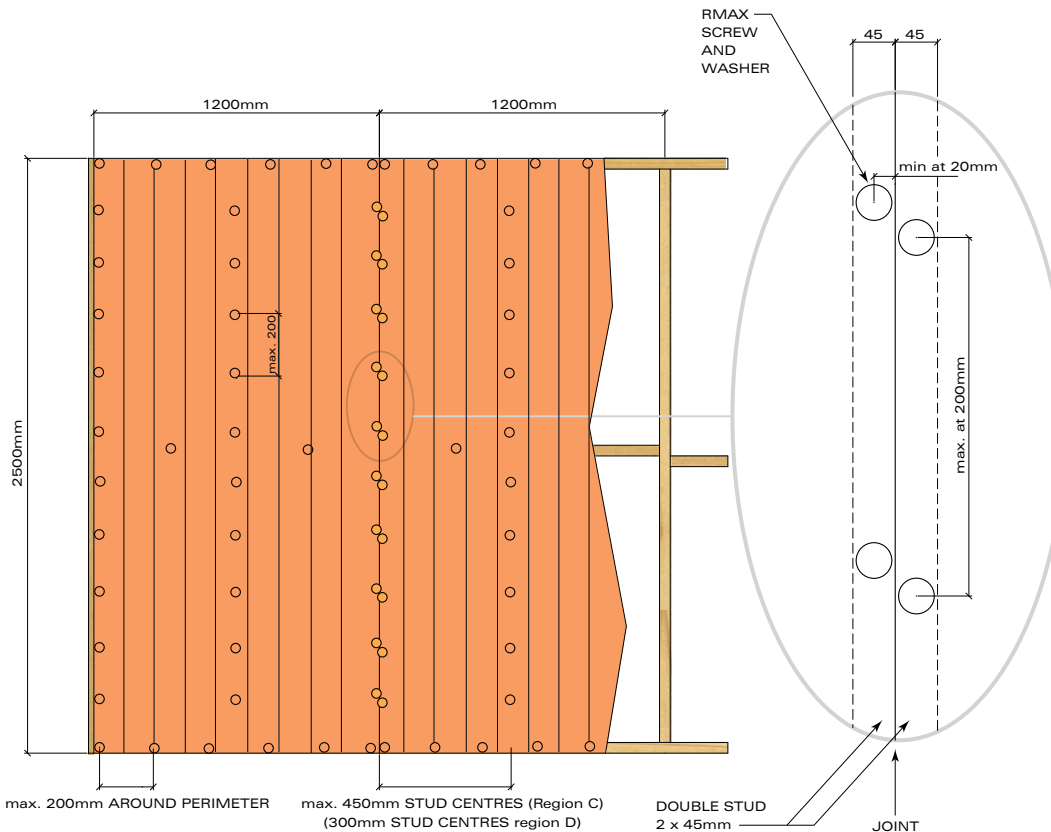 RMAX
SCREW
AND
WASHER
45 45
1200mm 1200mm
min at 20mm
max. 200
2500mm
max. at 200mm
max. 200mm AROUND PERIMETER
max. 450mm STUD CENTRES (Region C)
(300mm STUD CENTRES region D)
DOUBLE STUD
2 x 45mm
JOINT